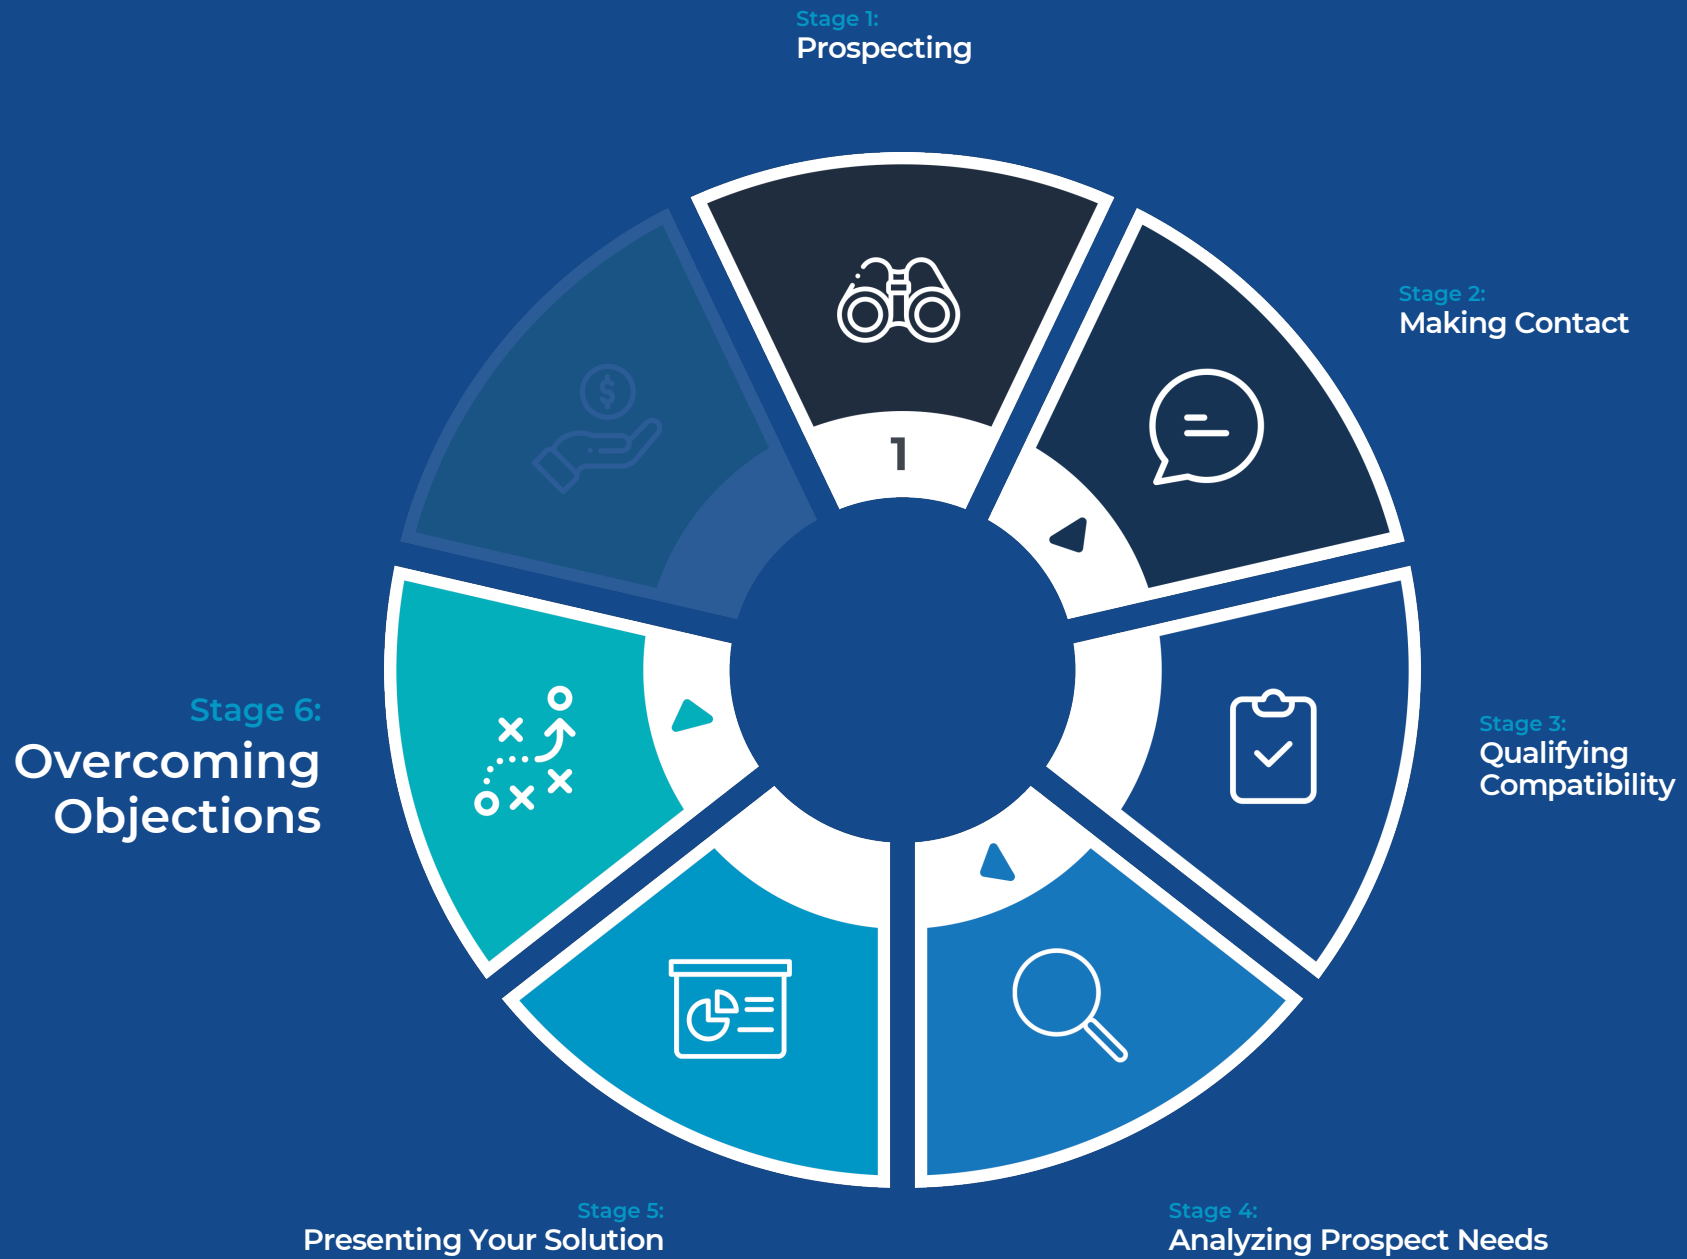 Stage 1:
Prospecting
1
$
Stage 2:
Making Contact
Stage 3:
Qualifying
Compatibility
Stage 4:
Analyzing Prospect Needs
Stage 5:
Presenting Your Solution
Stage 6:
Overcoming
Objections